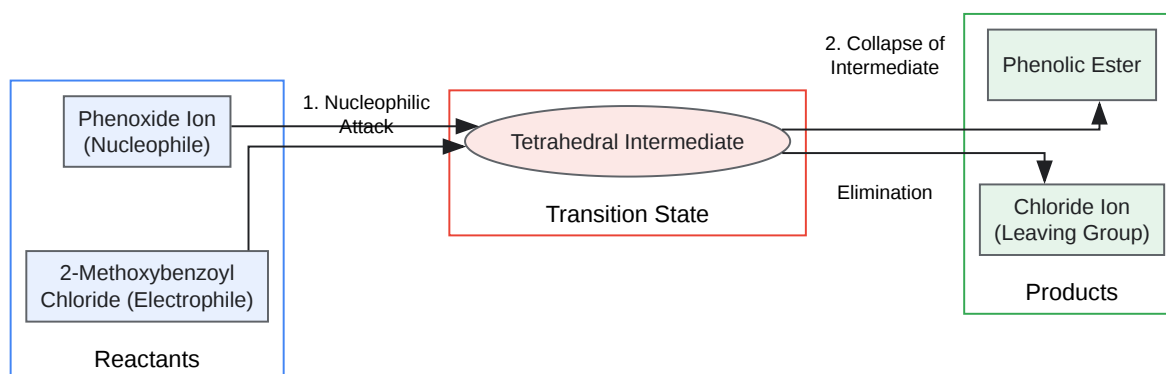 Phenoxide Ion
(Nucleophile)
2-Methoxybenzoyl
Chloride (Electrophile)
Reactants
1. Nucleophilic
Attack
Tetrahedral Intermediate
Transition State
2. Collapse of
Intermediate
Elimination
Phenolic Ester
Chloride Ion
(Leaving Group)
Products